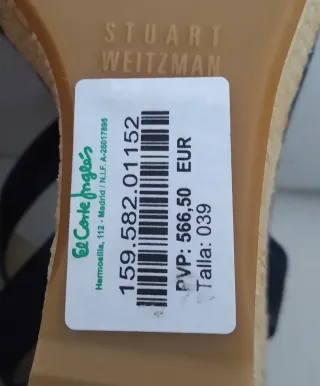 STUART
WEITZMAN
El Corte Inglés
Hermosilla, 112 - Madrid / N.I.F. A-28017895
159.582.01152
PVP: 566,50 EUR
Talla: 039